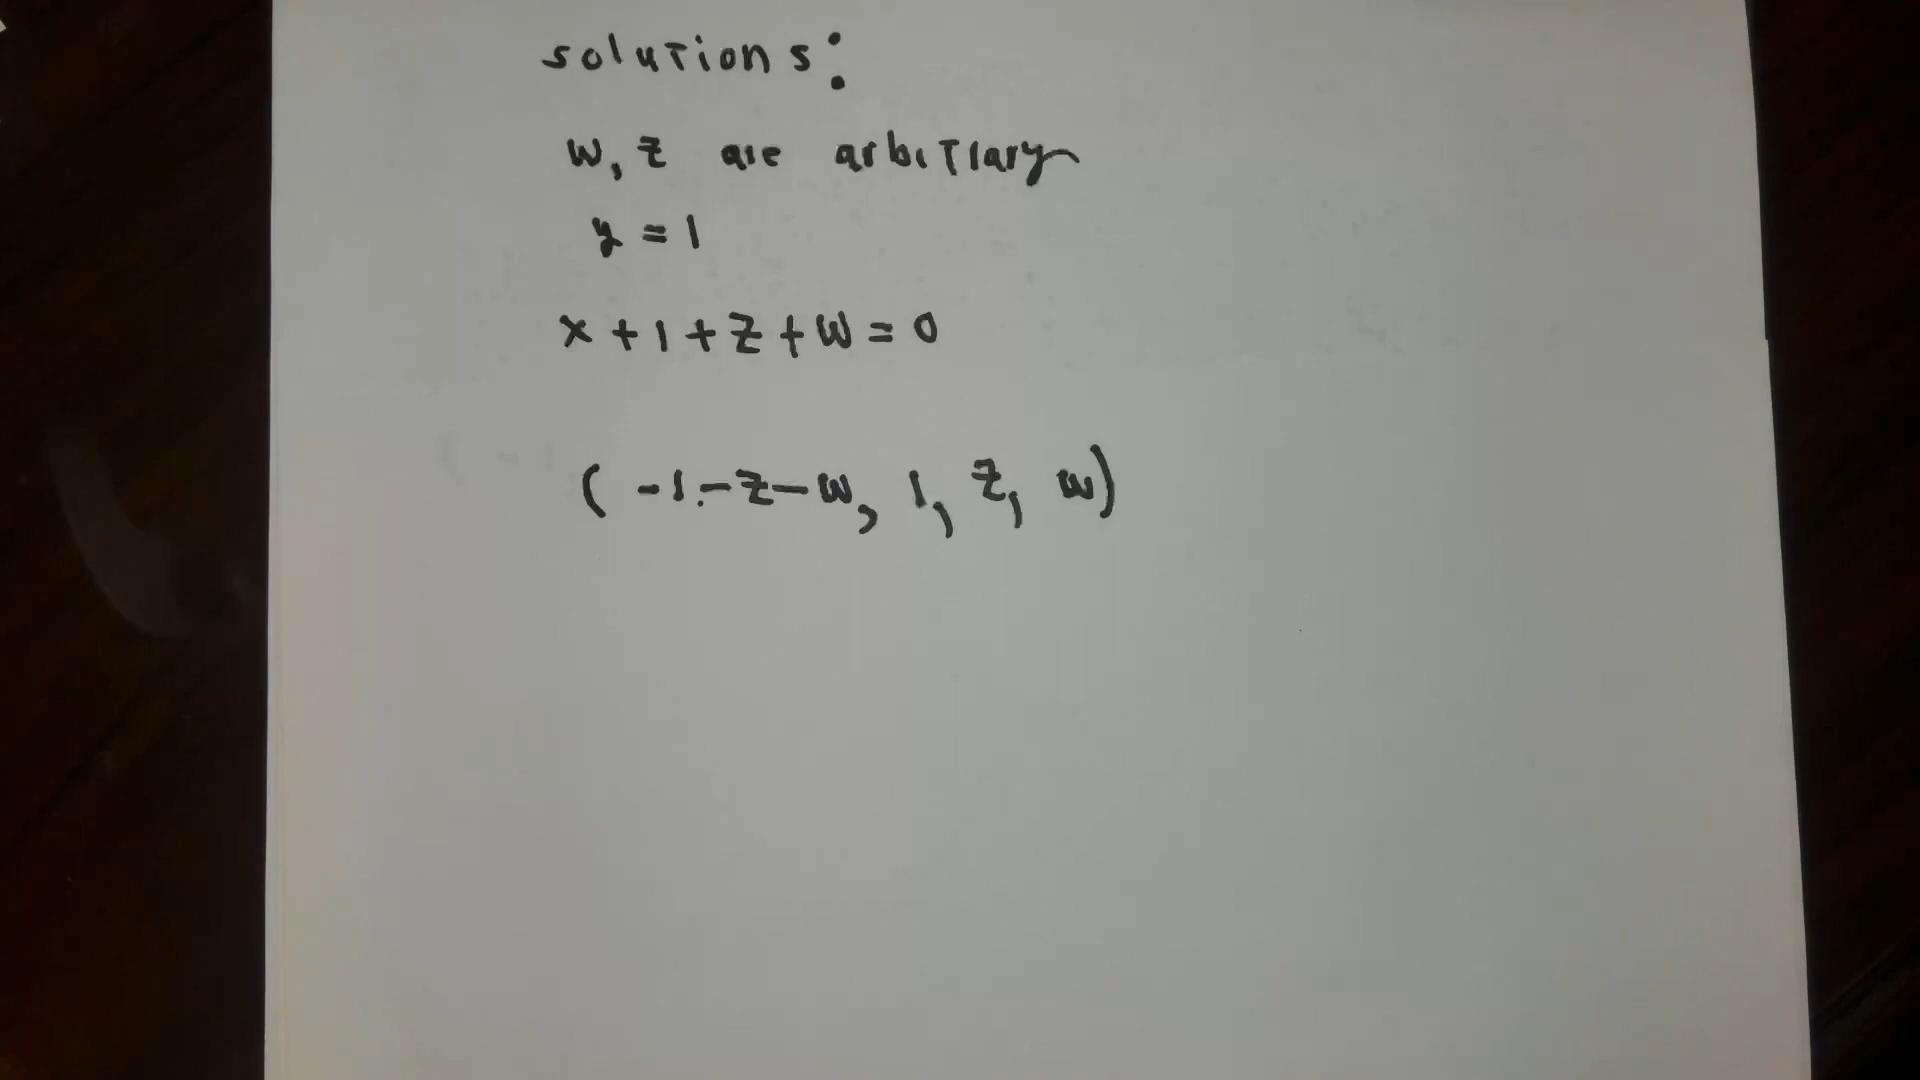 solutions:
w, z are arbitrary
y = 1
x + 1 + z + w = 0
( -1 - z - w, 1, z, w)